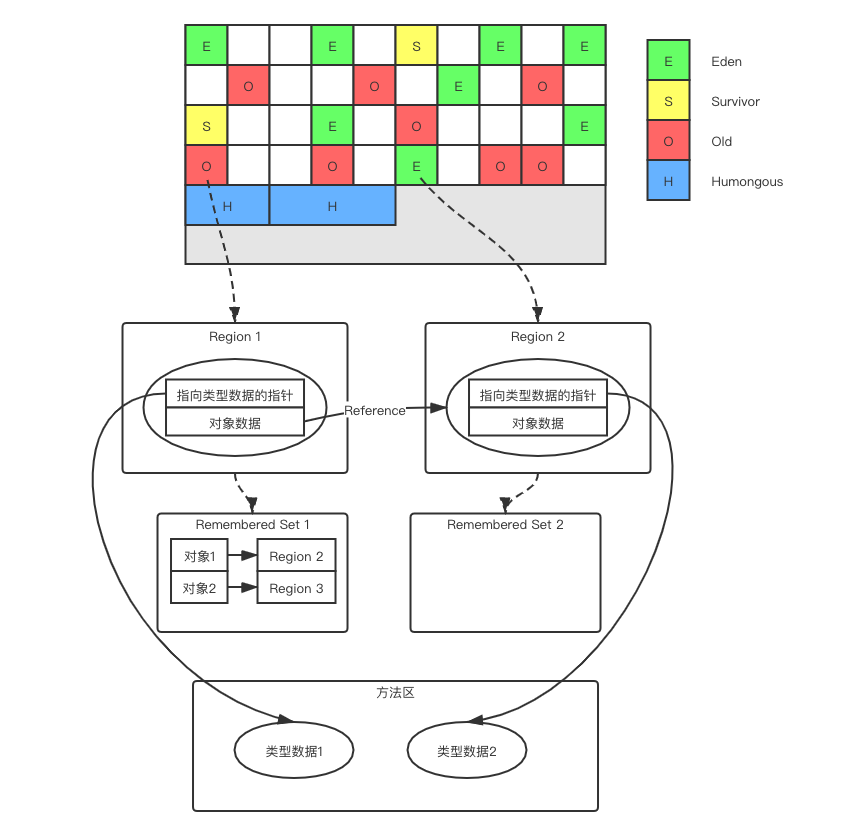 E E S E E
O O E O
S E O E
O O E O O
H H
E Eden
S Survivor
O Old
H Humongous
Region 1
指向类型数据的指针
对象数据
Reference
Region 2
指向类型数据的指针
对象数据
Remembered Set 1
对象1 Region 2
对象2 Region 3
Remembered Set 2
方法区
类型数据1
类型数据2